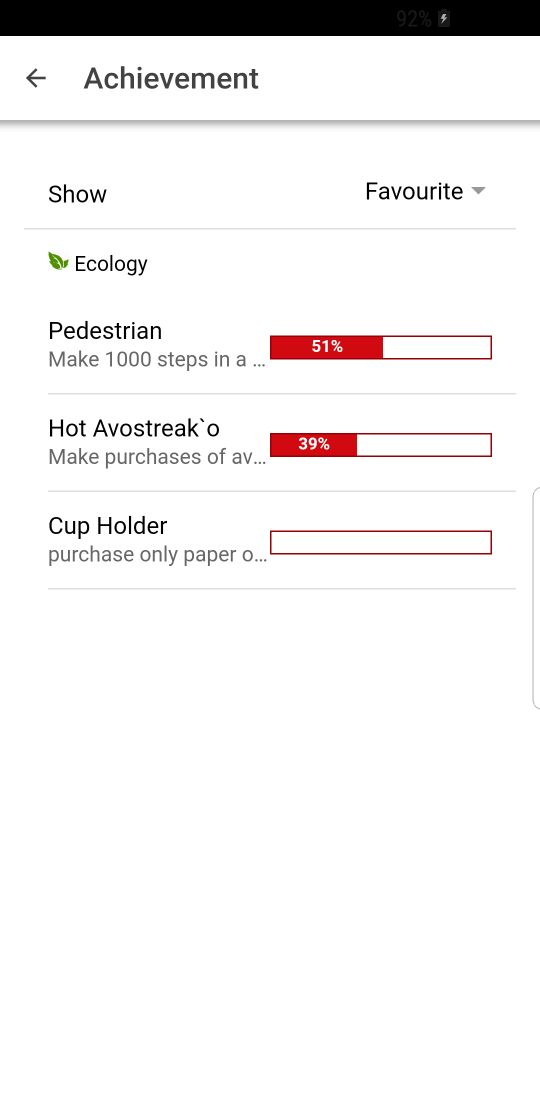 92%
Achievement
Show Favourite
Ecology
Pedestrian
Make 1000 steps in a ...
51%
Hot Avostreak`o
Make purchases of av...
39%
Cup Holder
purchase only paper o...